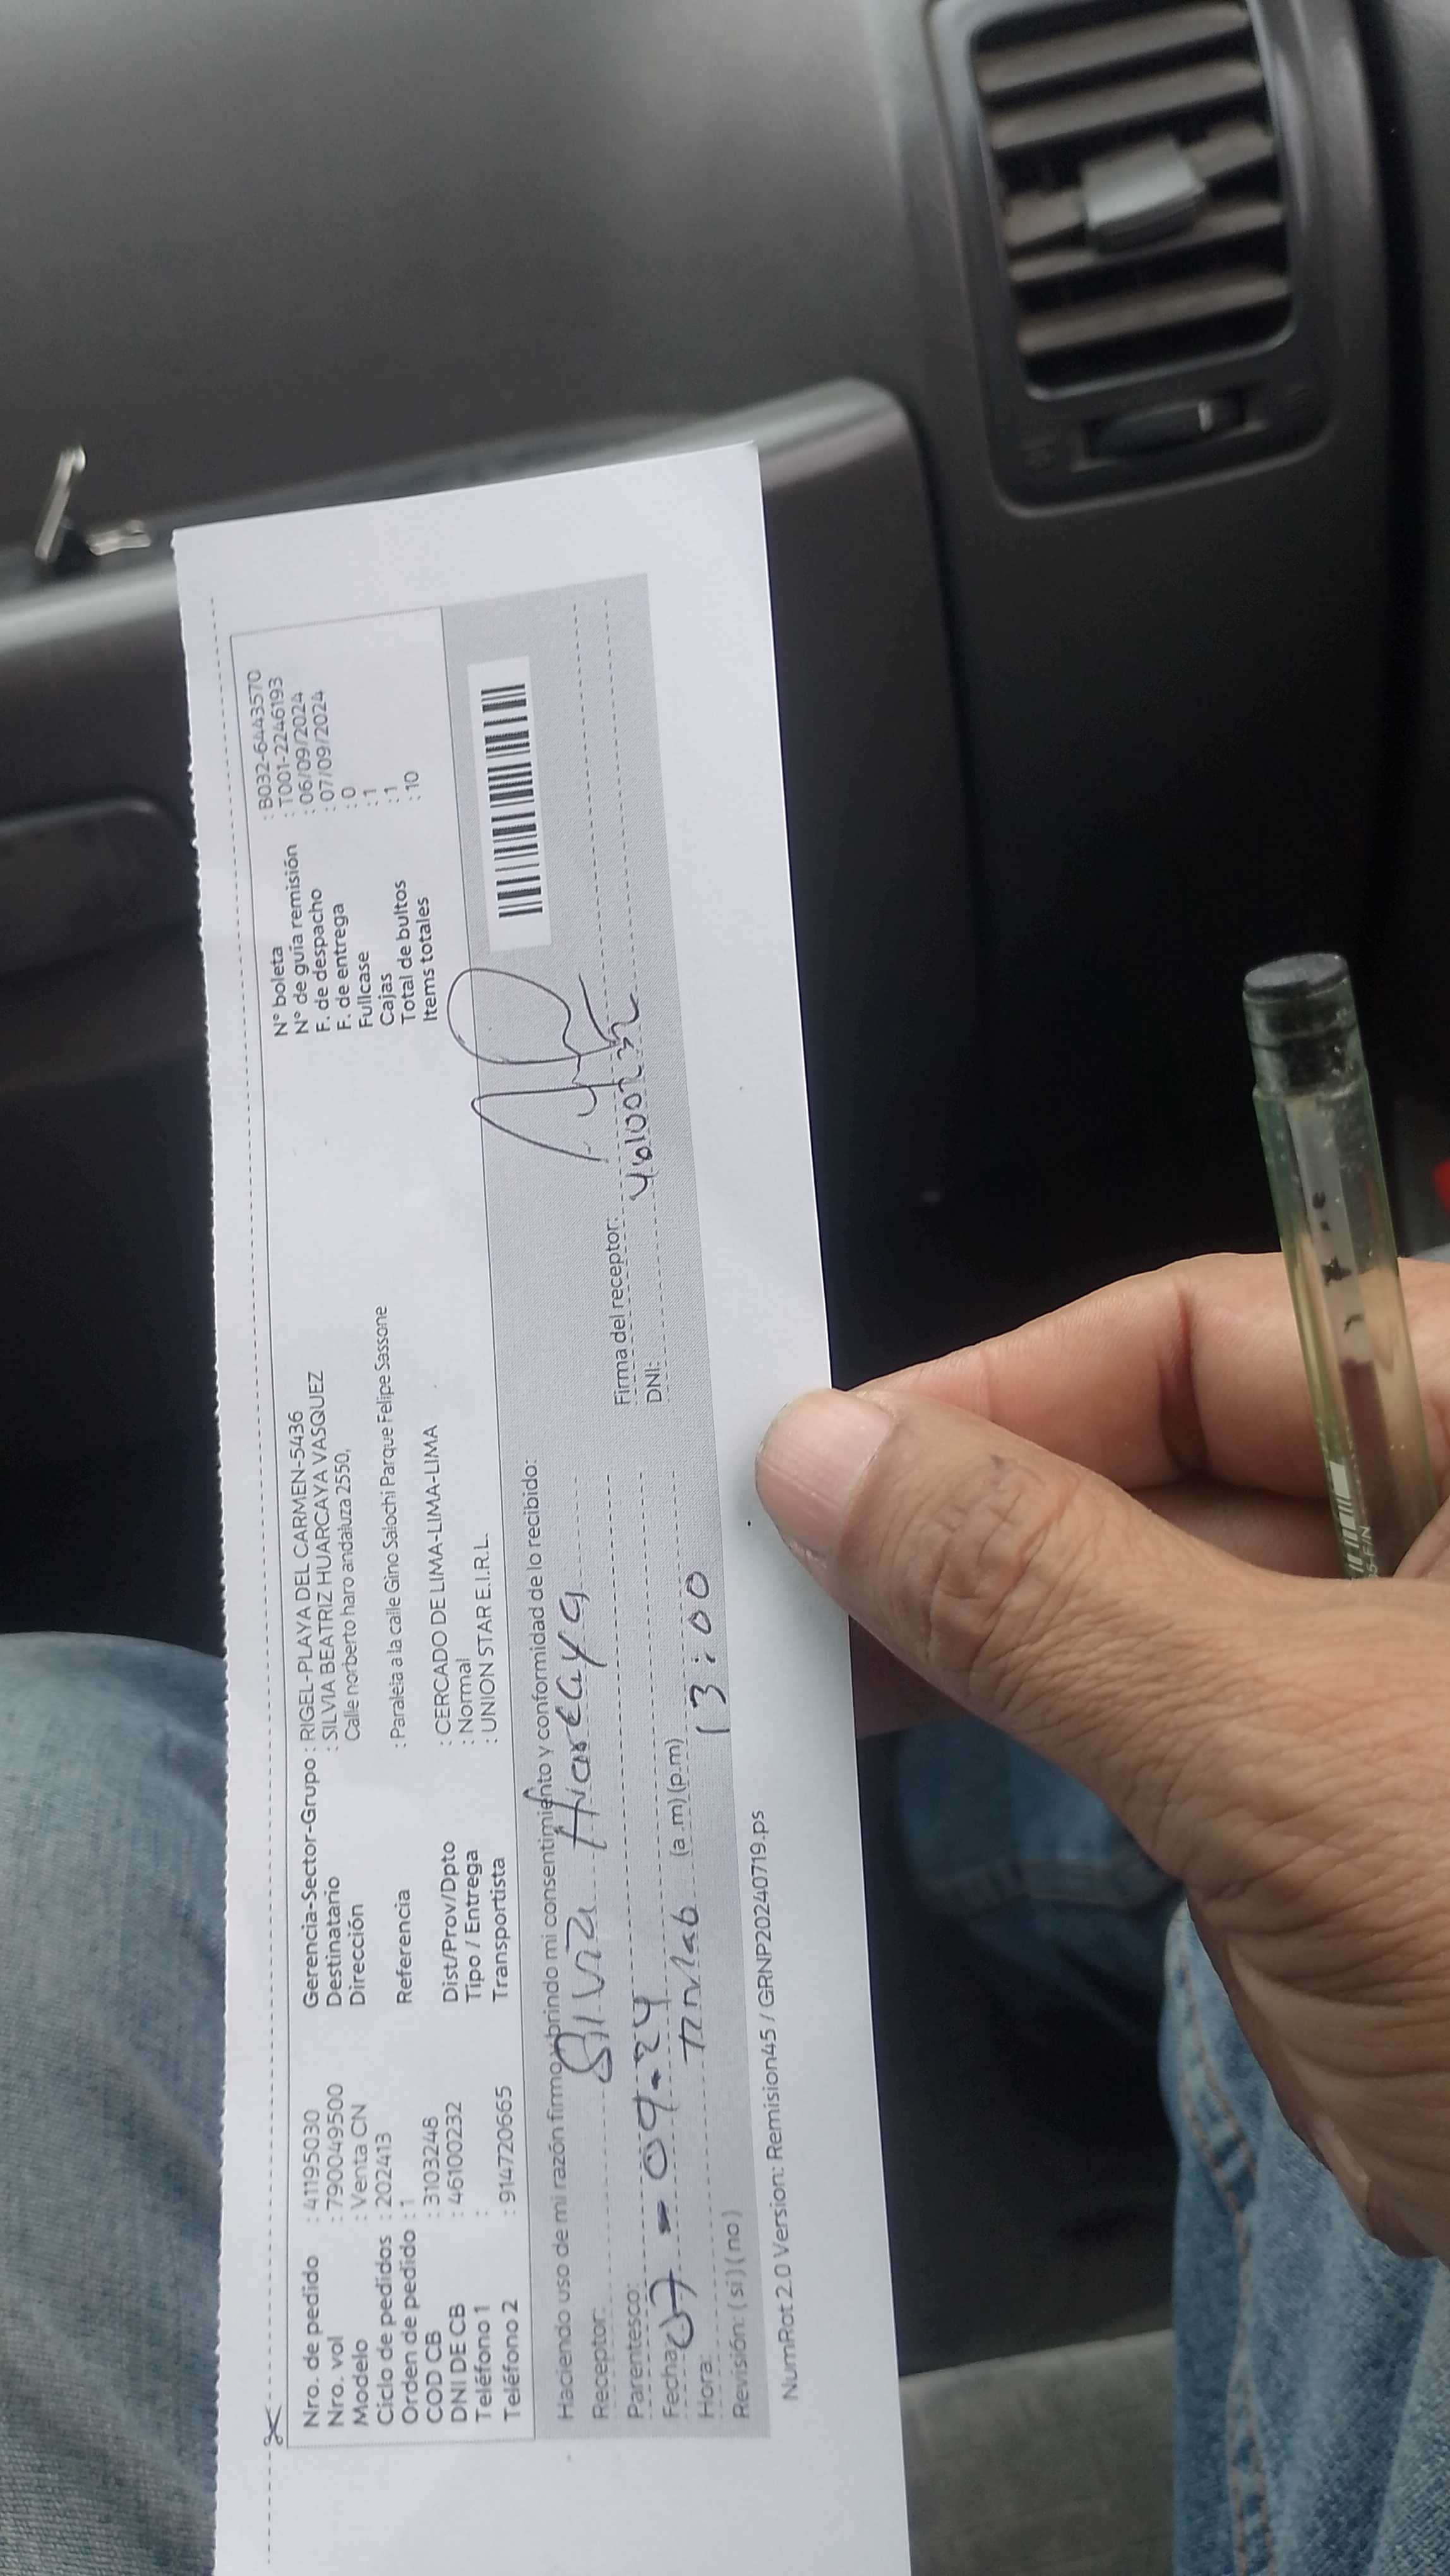 Nro. de pedido : 41195030
Nro. vol : 790049500
Modelo : Venta CN
Ciclo de pedidos : 202413
Orden de pedido : 1
COD CB : 3103248
DNI DE CB : 46100232
Teléfono 1 :
Teléfono 2 : 914720665
Gerencia-Sector-Grupo : RIGEL-PLAYA DEL CARMEN-5436
Destinatario : SILVIA BEATRIZ HUARCAYA VASQUEZ
Dirección Calle norberto haro andaluza 2550,
Referencia : Paralela a la calle Gino Salochi Parque Felipe Sassone
Dist/Prov/Dpto : CERCADO DE LIMA-LIMA-LIMA
Tipo / Entrega : Normal
Transportista : UNION STAR E.I.R.L.
N° boleta : B032-6443570
N° de guía remisión : T001-2246193
F. de despacho : 06/09/2024
F. de entrega : 07/09/2024
Fullcase : 0
Cajas : 1
Total de bultos : 1
Items totales : 10
Haciendo uso de mi razón firmo y brindo mi consentimiento y conformidad de lo recibido:
Receptor: Silvia Huarcaya
Parentesco:
Fecha 07-09-24
Hora: (a.m) (p.m) 13:00
Revisión: ( si ) ( no )
Firma del receptor:
DNI: 46100232
NumRot 2.0 Version: Remision45 / GRNP20240719.ps